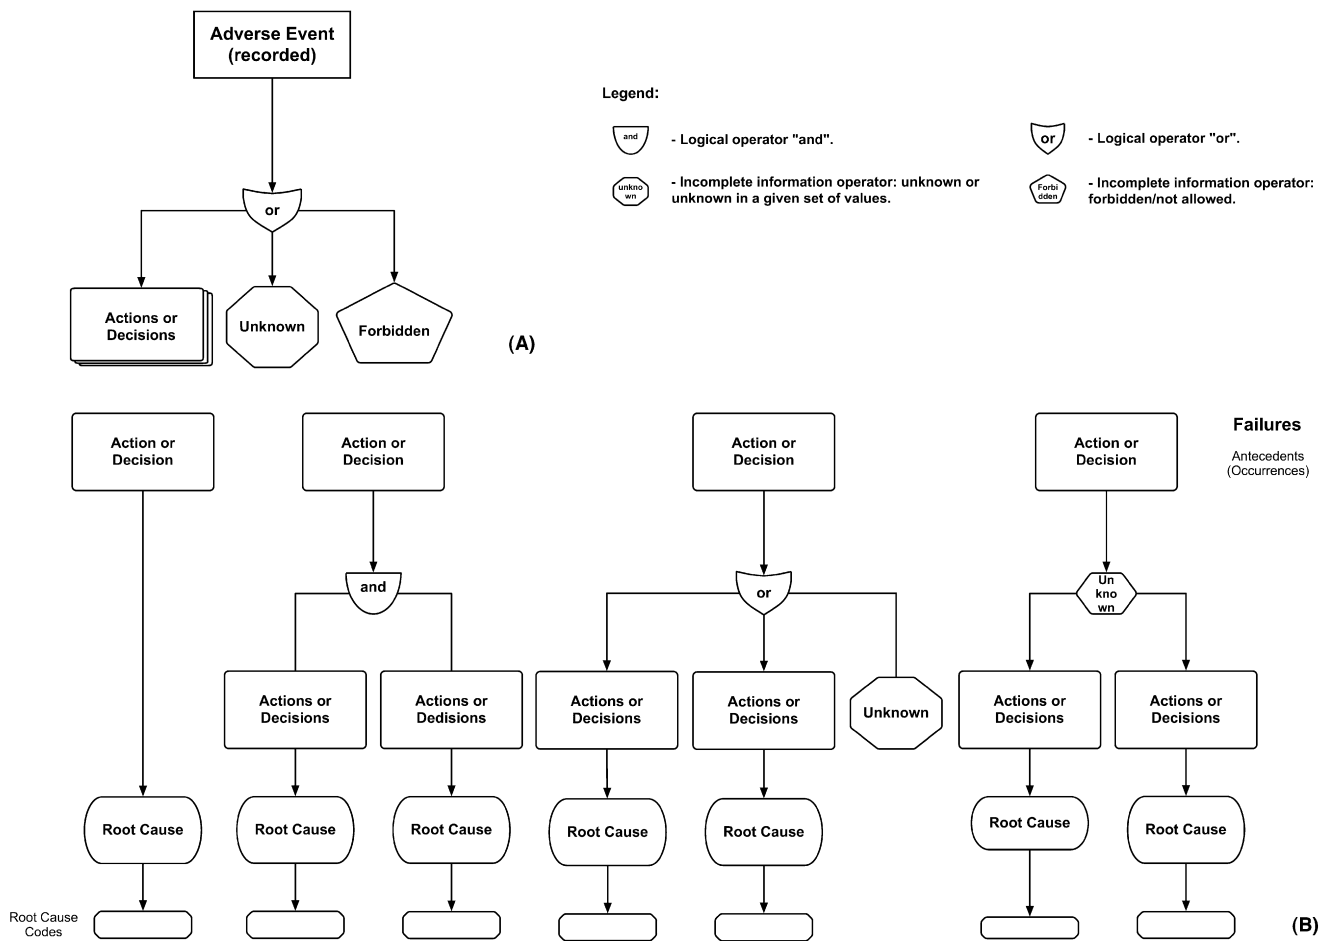 Adverse Event
(recorded)
Legend:
and
- Logical operator "and".
or
- Logical operator "or".
unkno
wn
- Incomplete information operator: unknown or
unknown in a given set of values.
Forbi
dden
- Incomplete information operator:
forbidden/not allowed.
or
Actions or
Decisions
Unknown
Forbidden
(A)
Action or
Decision
Action or
Decision
Action or
Decision
Action or
Decision
Failures
Antecedents
(Occurrences)
and
or
Un
kno
wn
Actions or
Decisions
Actions or
Dedisions
Actions or
Decisions
Actions or
Decisions
Unknown
Actions or
Decisions
Actions or
Decisions
Root Cause
Root Cause
Root Cause
Root Cause
Root Cause
Root Cause
Root Cause
Root Cause
Codes
(B)